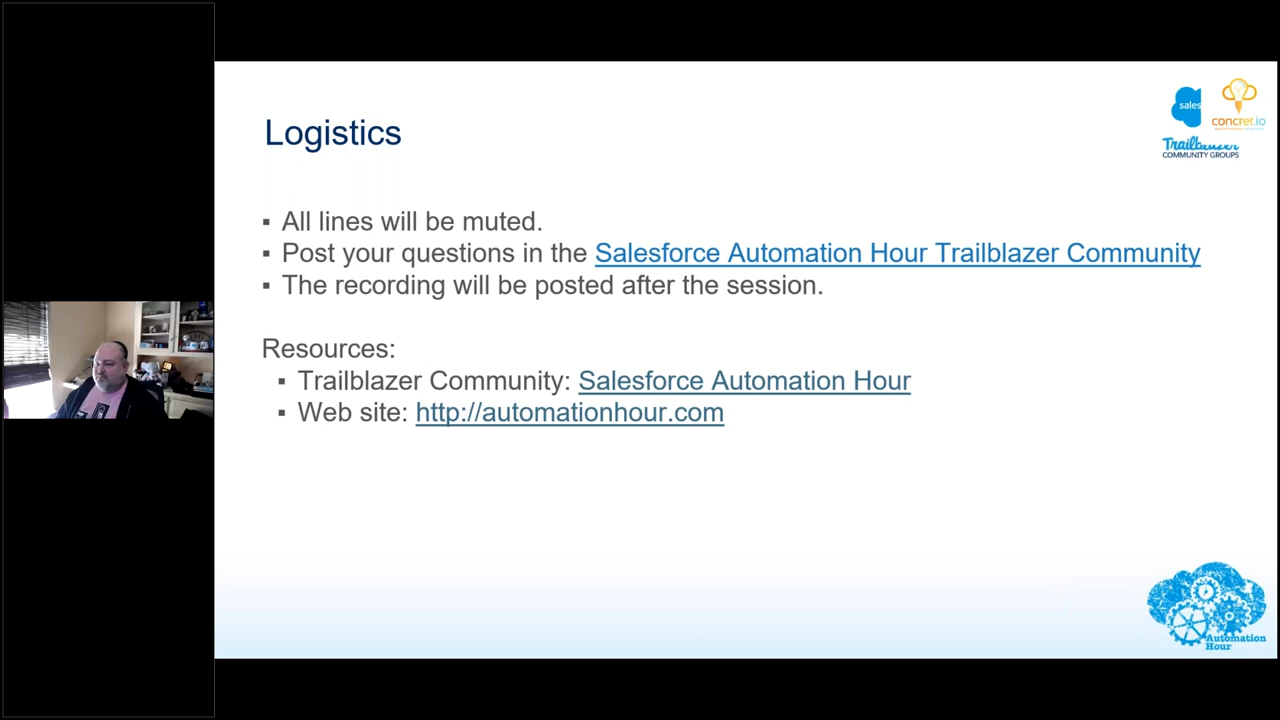 Logistics
sales
concret.io
Trailblazer
COMMUNITY GROUPS
▪ All lines will be muted.
▪ Post your questions in the Salesforce Automation Hour Trailblazer Community
▪ The recording will be posted after the session.
Resources:
▪ Trailblazer Community: Salesforce Automation Hour
▪ Web site: http://automationhour.com
Automation
Hour